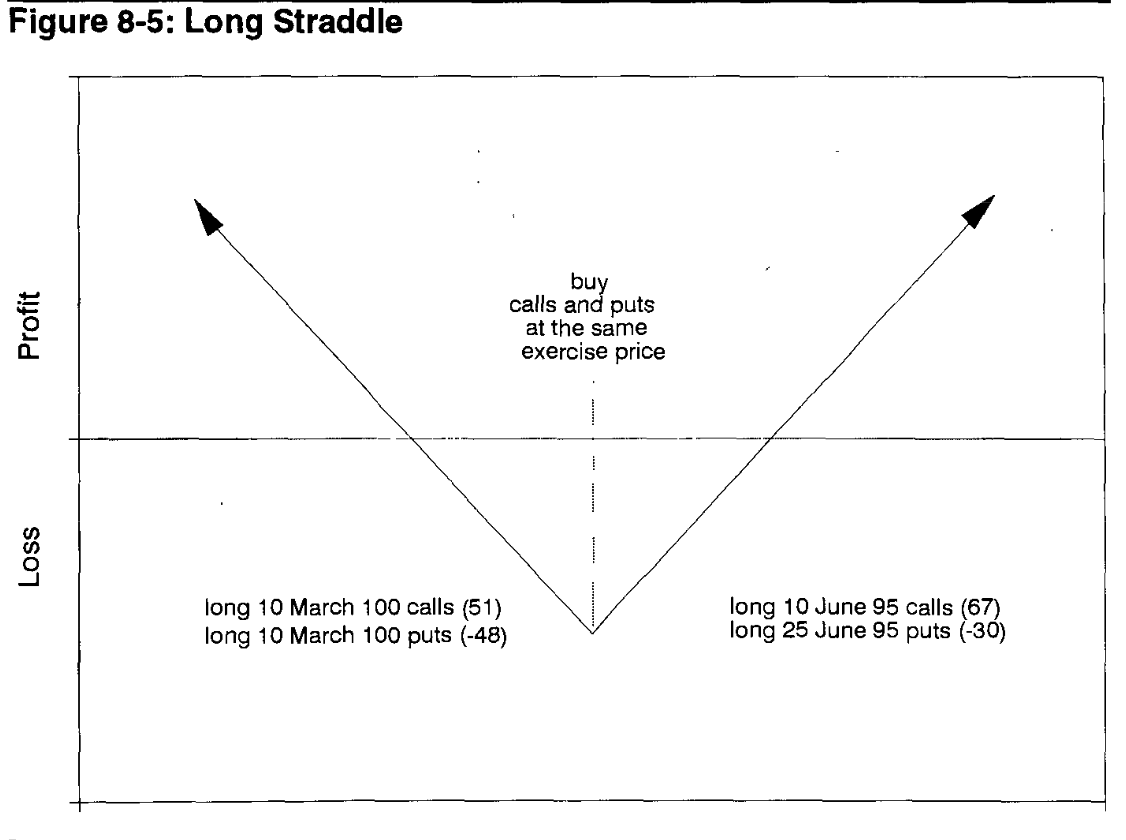 Figure 8-5: Long Straddle
Profit
buy
calls and puts
at the same
exercise price
Loss
long 10 March 100 calls (51)
long 10 March 100 puts (-48)
long 10 June 95 calls (67)
long 25 June 95 puts (-30)